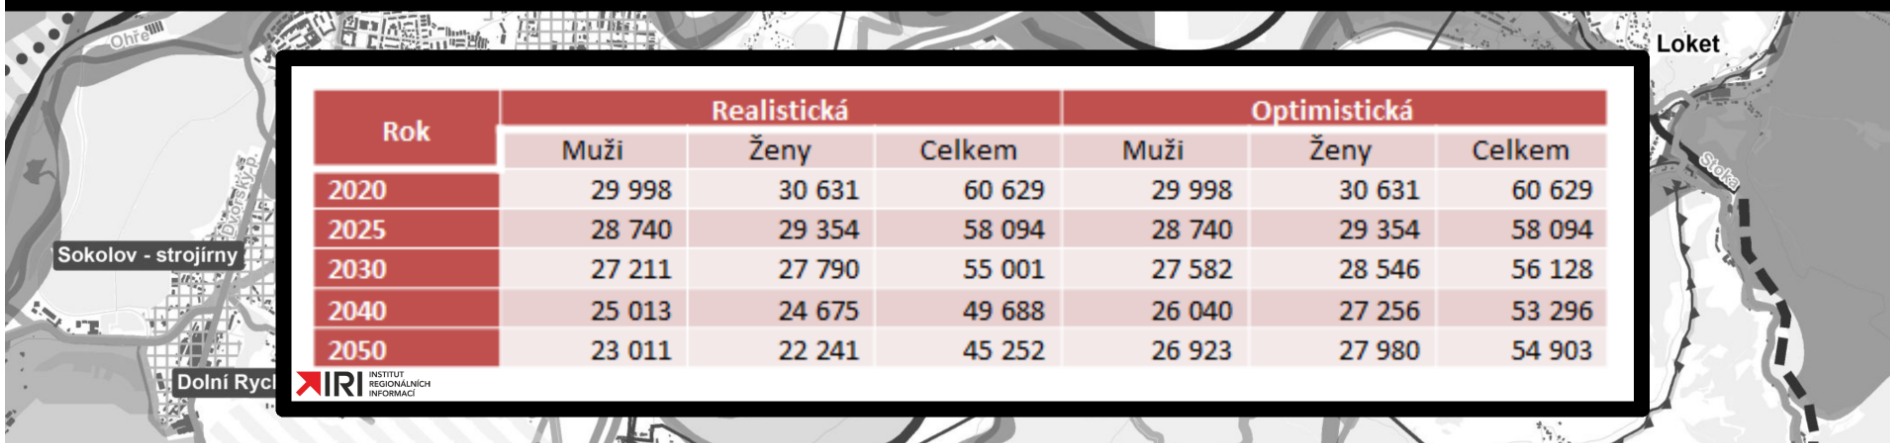 Ohře
Loket
Realistická Optimistická
Rok
Muži Ženy Celkem Muži Ženy Celkem
2020 29 998 30 631 60 629 29 998 30 631 60 629
2025 28 740 29 354 58 094 28 740 29 354 58 094
2030 27 211 27 790 55 001 27 582 28 546 56 128
2040 25 013 24 675 49 688 26 040 27 256 53 296
2050 23 011 22 241 45 252 26 923 27 980 54 903
Stoka
Dvorský p.
Sokolov - strojírny
Dolní Rycl
IRI INSTITUT
REGIONÁLNÍCH
INFORMACÍ